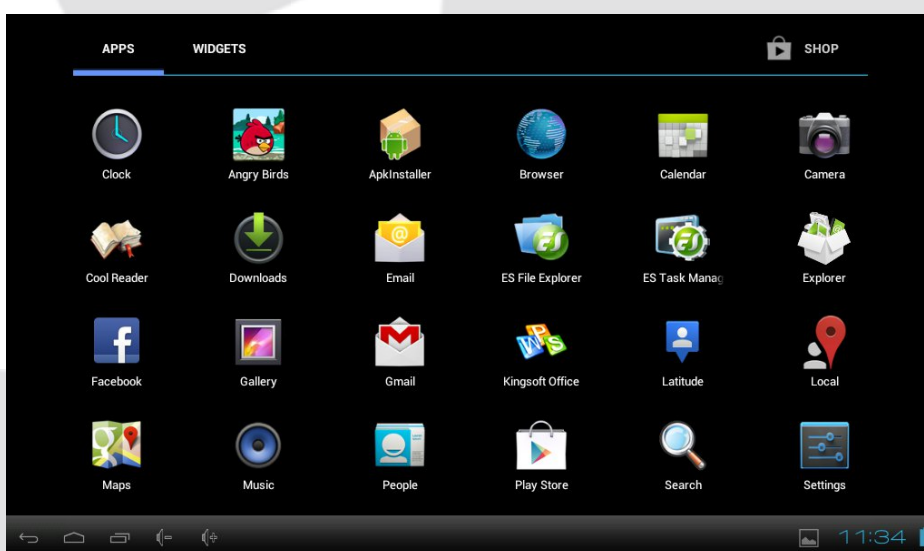 APPS WIDGETS SHOP
Clock Angry Birds ApkInstaller Browser Calendar Camera
Cool Reader Downloads Email ES File Explorer ES Task Manag Explorer
Facebook Gallery Gmail Kingsoft Office Latitude Local
Maps Music People Play Store Search Settings
11:34